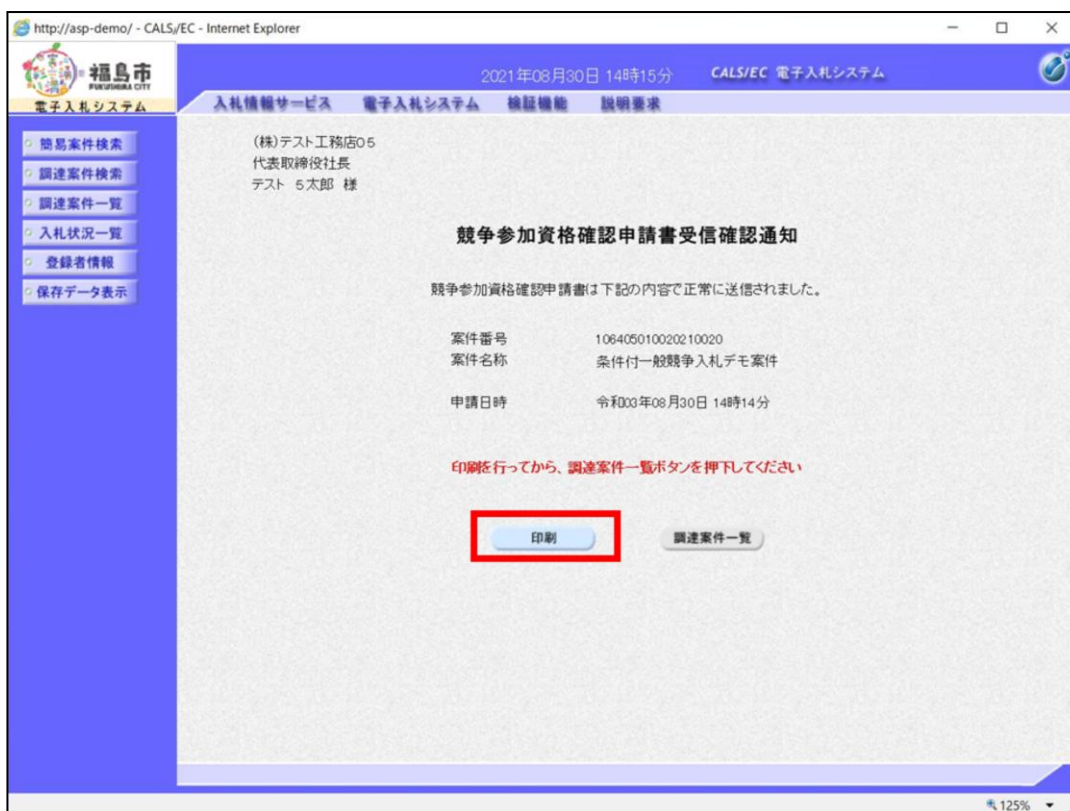 http://asp-demo/ - CALS/EC - Internet Explorer
福島市
FUKUSHIMA CITY
2021年08月30日 14時15分
CALS/EC 電子入札システム
電子入札システム
入札情報サービス 電子入札システム 検証機能 説明要求
簡易案件検索
調達案件検索
調達案件一覧
入札状況一覧
登録者情報
保存データ表示
(株)テスト工務店05
代表取締役社長
テスト 5太郎 様
競争参加資格確認申請書受信確認通知
競争参加資格確認申請書は下記の内容で正常に送信されました。
案件番号 106405010020210020
案件名称 条件付一般競争入札デモ案件
申請日時 令和03年08月30日 14時14分
印刷を行ってから、調達案件一覧ボタンを押下してください
印刷 調達案件一覧
125%